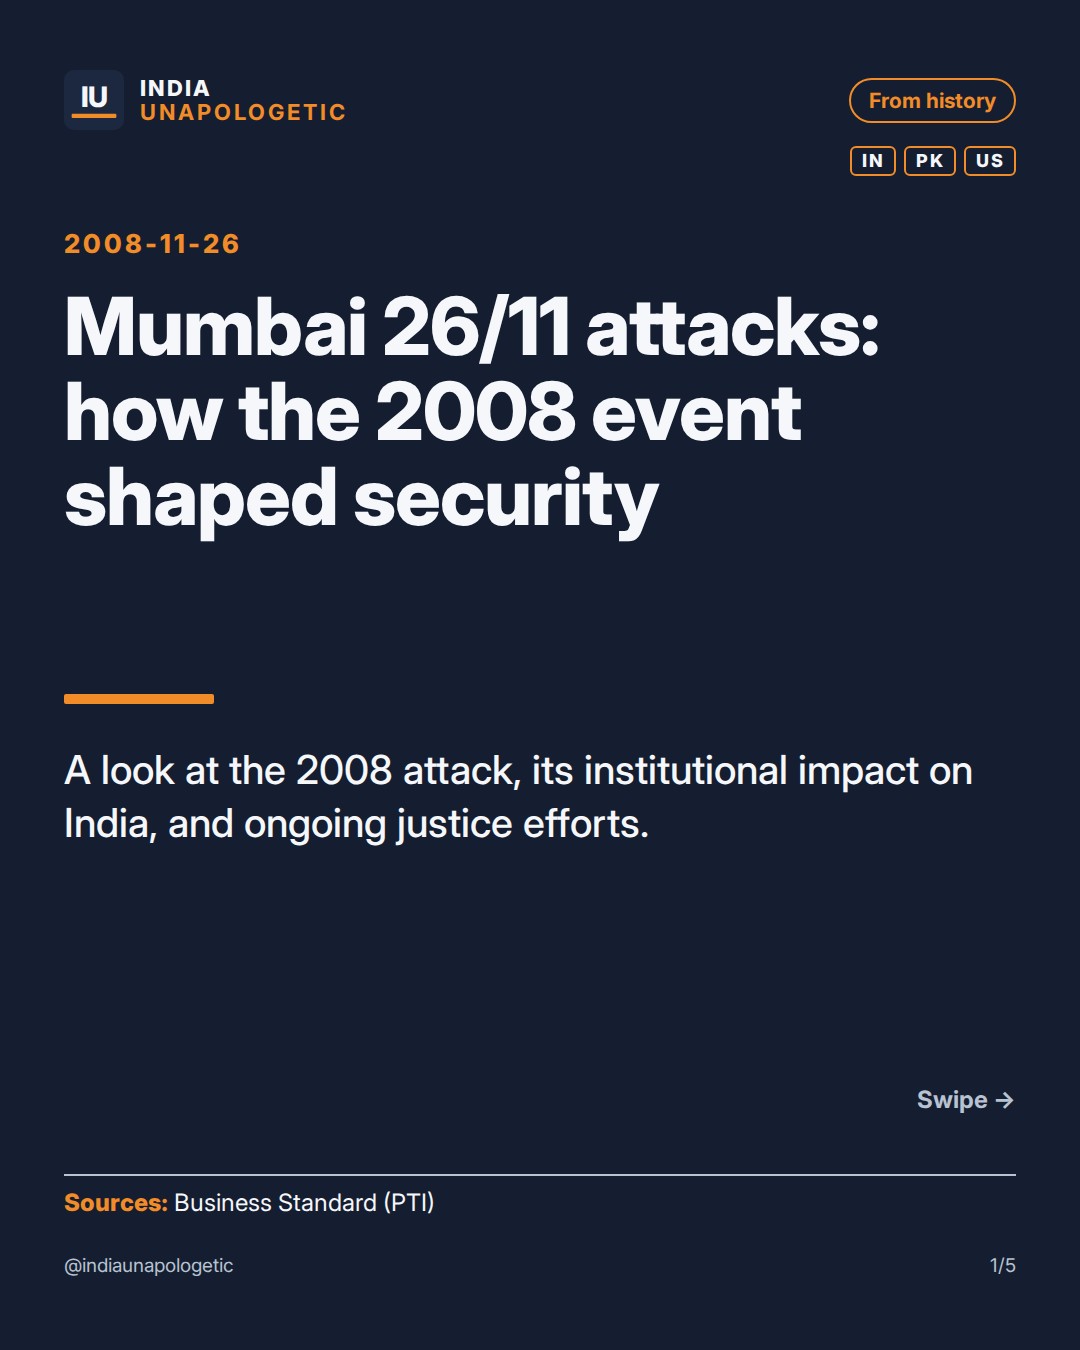 IU
INDIA
UNAPOLOGETIC
From history
IN PK US
2008-11-26
Mumbai 26/11 attacks:
how the 2008 event
shaped security
A look at the 2008 attack, its institutional impact on
India, and ongoing justice efforts.
Swipe →
Sources: Business Standard (PTI)
@indiaunapologetic
1/5